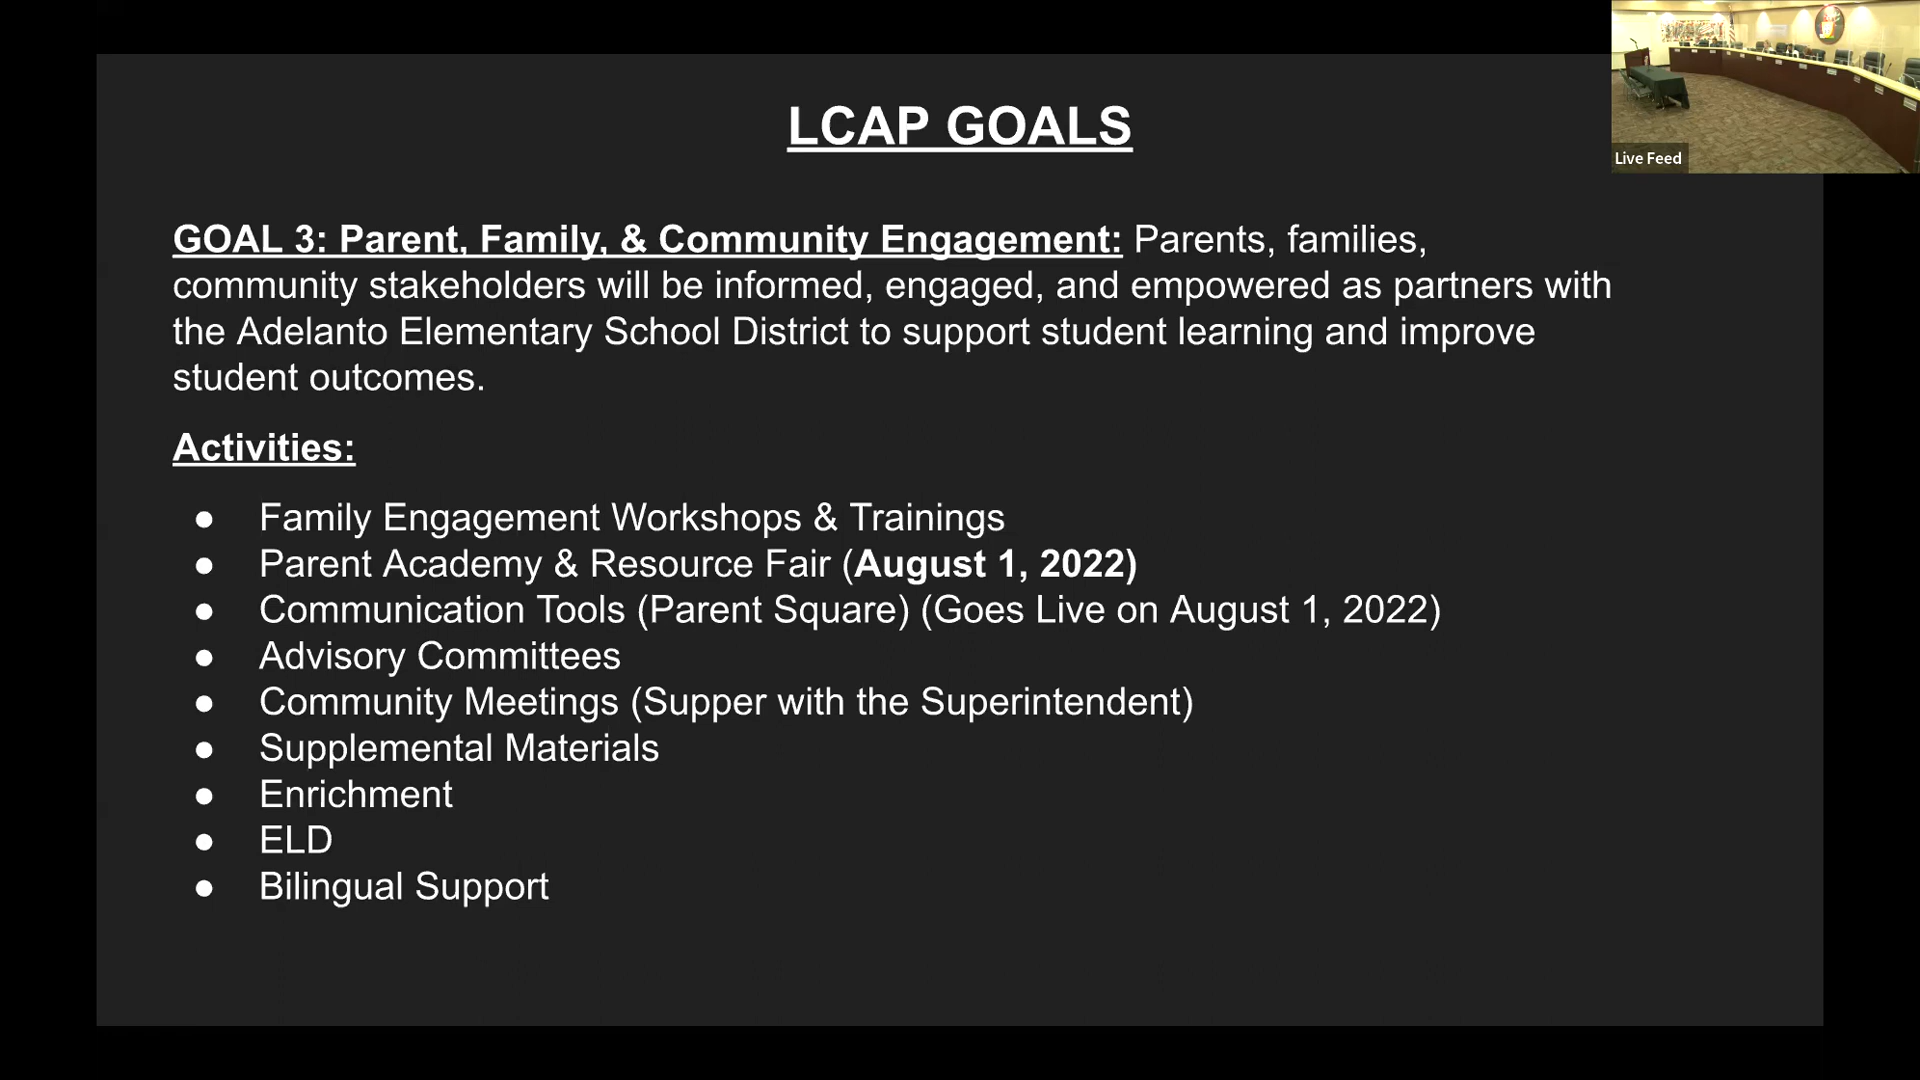 LCAP GOALS
Live Feed
GOAL 3: Parent, Family, & Community Engagement: Parents, families,
community stakeholders will be informed, engaged, and empowered as partners with
the Adelanto Elementary School District to support student learning and improve
student outcomes.
Activities:
● Family Engagement Workshops & Trainings
● Parent Academy & Resource Fair (August 1, 2022)
● Communication Tools (Parent Square) (Goes Live on August 1, 2022)
● Advisory Committees
● Community Meetings (Supper with the Superintendent)
● Supplemental Materials
● Enrichment
● ELD
● Bilingual Support